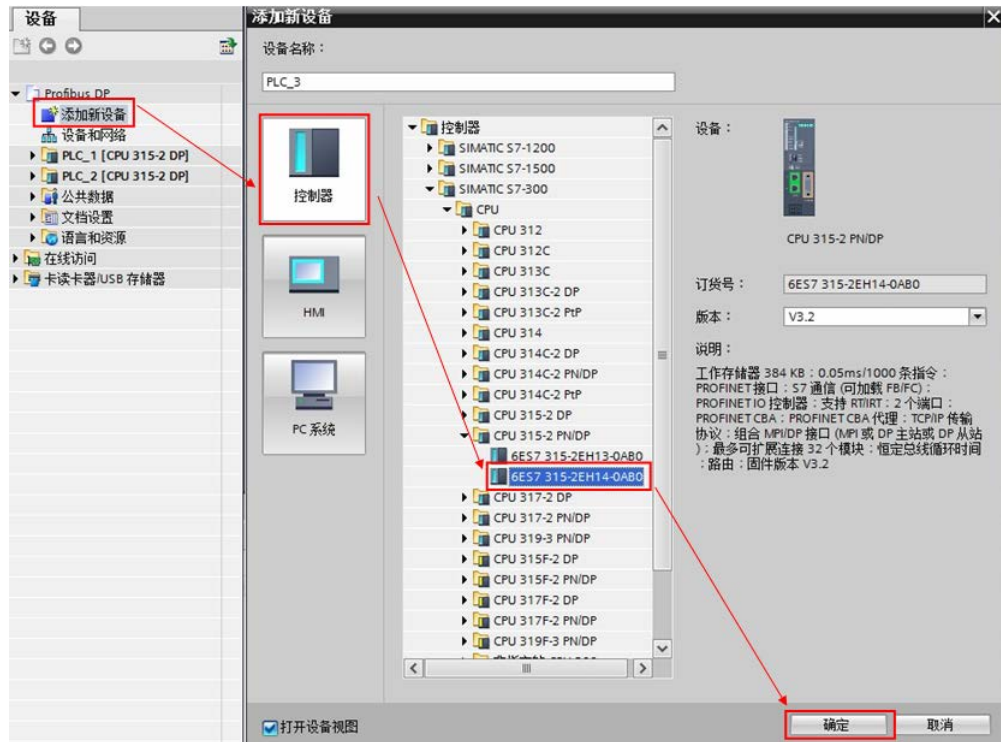 设备
Profibus DP
添加新设备
设备和网络
PLC_1 [CPU 315-2 DP]
PLC_2 [CPU 315-2 DP]
公共数据
文档设置
语言和资源
在线访问
卡读卡器/USB 存储器
添加新设备
设备名称：
PLC_3
控制器
HMI
PC 系统
控制器
SIMATIC S7-1200
SIMATIC S7-1500
SIMATIC S7-300
CPU
CPU 312
CPU 312C
CPU 313C
CPU 313C-2 DP
CPU 313C-2 PtP
CPU 314
CPU 314C-2 DP
CPU 314C-2 PN/DP
CPU 314C-2 PtP
CPU 315-2 DP
CPU 315-2 PN/DP
6ES7 315-2EH13-0AB0
6ES7 315-2EH14-0AB0
CPU 317-2 DP
CPU 317-2 PN/DP
CPU 319-3 PN/DP
CPU 315F-2 DP
CPU 315F-2 PN/DP
CPU 317F-2 DP
CPU 317F-2 PN/DP
CPU 319F-3 PN/DP
设备：
CPU 315-2 PN/DP
订货号：
6ES7 315-2EH14-0AB0
版本：
V3.2
说明：
工作存储器 384 KB；0.05ms/1000 条指令；
PROFINET 接口；S7 通信 (可加载 FB/FC)；
PROFINET IO 控制器；支持 RT/IRT；2 个端口；
PROFINET CBA；PROFINET CBA 代理；TCP/IP 传输
协议；组合 MPI/DP 接口 (MPI 或 DP 主站或 DP 从站
)；最多可扩展连接 32 个模块；恒定总线循环时间
；路由；固件版本 V3.2
打开设备视图
确定
取消